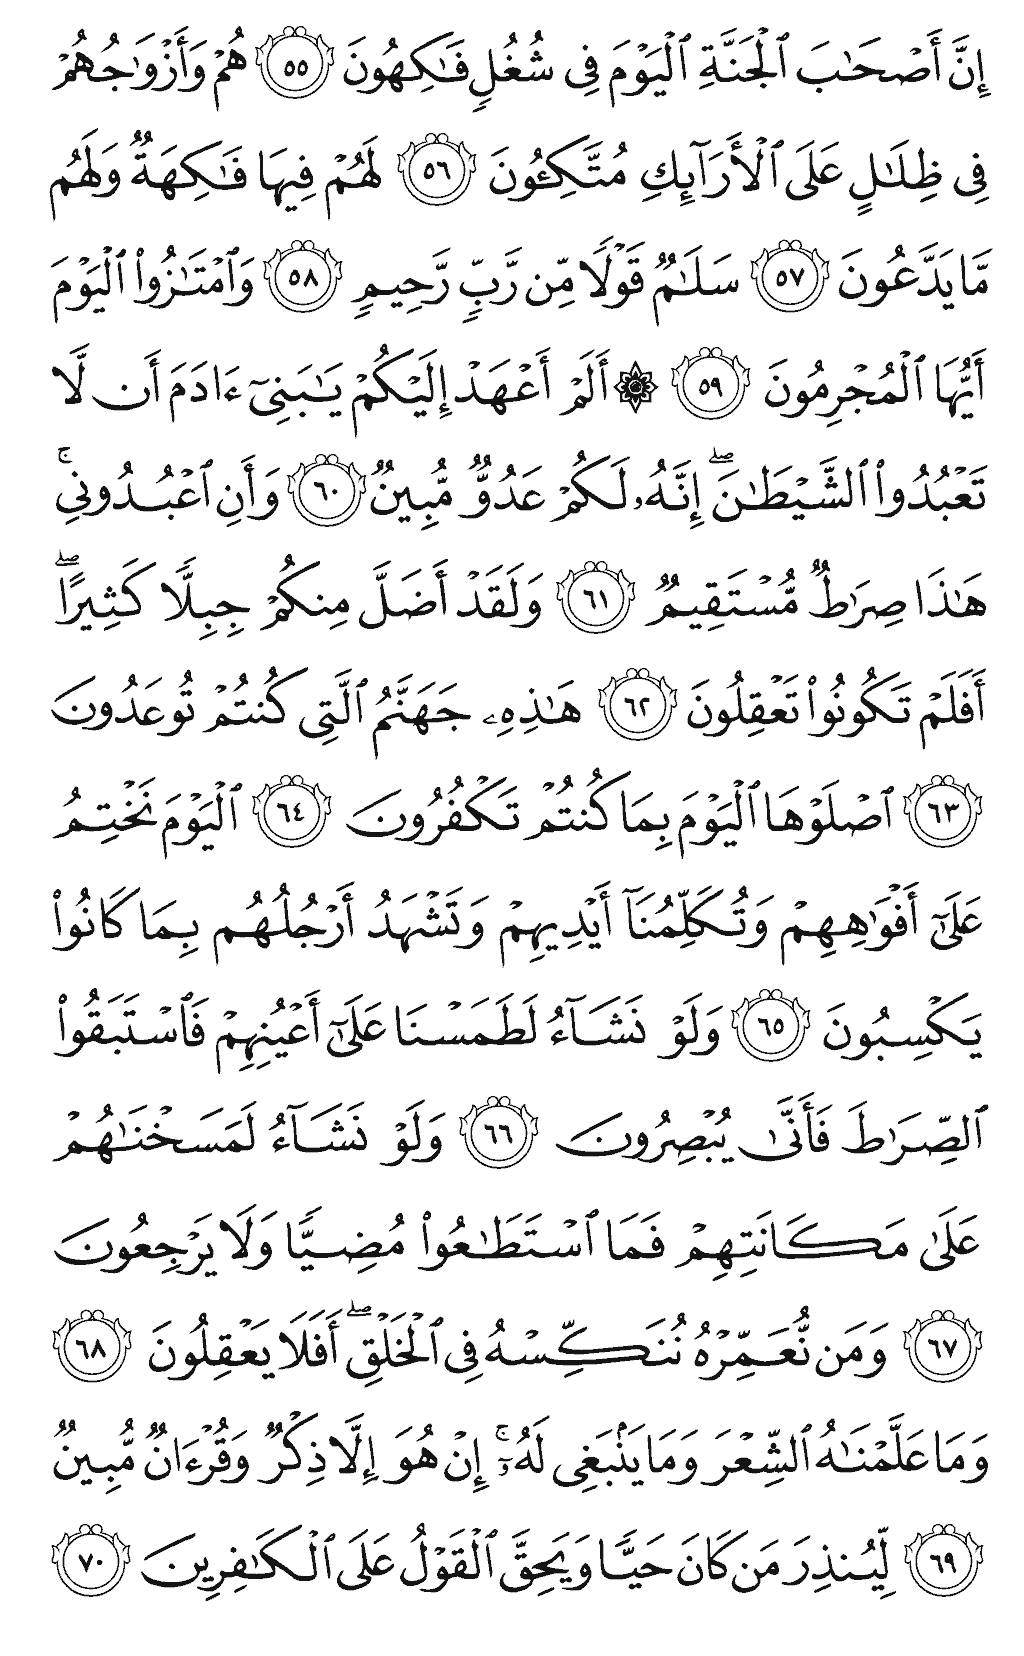 إِنَّ أَصْحَٰبَ ٱلْجَنَّةِ ٱلْيَوْمَ فِى شُغُلٍ فَٰكِهُونَ ٥٥ هُمْ وَأَزْوَٰجُهُمْ
فِى ظِلَٰلٍ عَلَى ٱلْأَرَآئِكِ مُتَّكِـُٔونَ ٥٦ لَهُمْ فِيهَا فَٰكِهَةٌ وَلَهُم
مَّا يَدَّعُونَ ٥٧ سَلَٰمٌ قَوْلًا مِّن رَّبٍّ رَّحِيمٍ ٥٨ وَٱمْتَٰزُوا۟ ٱلْيَوْمَ
أَيُّهَا ٱلْمُجْرِمُونَ ٥٩ ۞ أَلَمْ أَعْهَدْ إِلَيْكُمْ يَٰبَنِىٓ ءَادَمَ أَن لَّا
تَعْبُدُوا۟ ٱلشَّيْطَٰنَ ۖ إِنَّهُۥ لَكُمْ عَدُوٌّ مُّبِينٌ ٦٠ وَأَنِ ٱعْبُدُونِى ۚ
هَٰذَا صِرَٰطٌ مُّسْتَقِيمٌ ٦١ وَلَقَدْ أَضَلَّ مِنكُمْ جِبِلًّا كَثِيرًا ۖ
أَفَلَمْ تَكُونُوا۟ تَعْقِلُونَ ٦٢ هَٰذِهِۦ جَهَنَّمُ ٱلَّتِى كُنتُمْ تُوعَدُونَ
٦٣ ٱصْلَوْهَا ٱلْيَوْمَ بِمَا كُنتُمْ تَكْفُرُونَ ٦٤ ٱلْيَوْمَ نَخْتِمُ
عَلَىٰٓ أَفْوَٰهِهِمْ وَتُكَلِّمُنَآ أَيْدِيهِمْ وَتَشْهَدُ أَرْجُلُهُم بِمَا كَانُوا۟
يَكْسِبُونَ ٦٥ وَلَوْ نَشَآءُ لَطَمَسْنَا عَلَىٰٓ أَعْيُنِهِمْ فَٱسْتَبَقُوا۟
ٱلصِّرَٰطَ فَأَنَّىٰ يُبْصِرُونَ ٦٦ وَلَوْ نَشَآءُ لَمَسَخْنَٰهُمْ
عَلَىٰ مَكَانَتِهِمْ فَمَا ٱسْتَطَٰعُوا۟ مُضِيًّا وَلَا يَرْجِعُونَ
٦٧ وَمَن نُّعَمِّرْهُ نُنَكِّسْهُ فِى ٱلْخَلْقِ ۖ أَفَلَا يَعْقِلُونَ ٦٨
وَمَا عَلَّمْنَٰهُ ٱلشِّعْرَ وَمَا يَنۢبَغِى لَهُۥٓ ۚ إِنْ هُوَ إِلَّا ذِكْرٌ وَقُرْءَانٌ مُّبِينٌ
٦٩ لِّيُنذِرَ مَن كَانَ حَيًّا وَيَحِقَّ ٱلْقَوْلُ عَلَى ٱلْكَٰفِرِينَ ٧٠